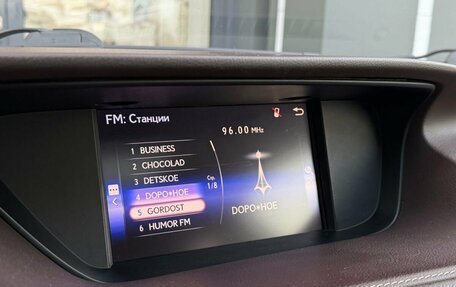 FM: Станции
96.00 MHz
1 BUSINESS
2 CHOCOLAD
3 DETSKOE
Стр.
1/8
4 DOPO*HOE
5 GORDOST
DOPO*HOE
6 HUMOR FM